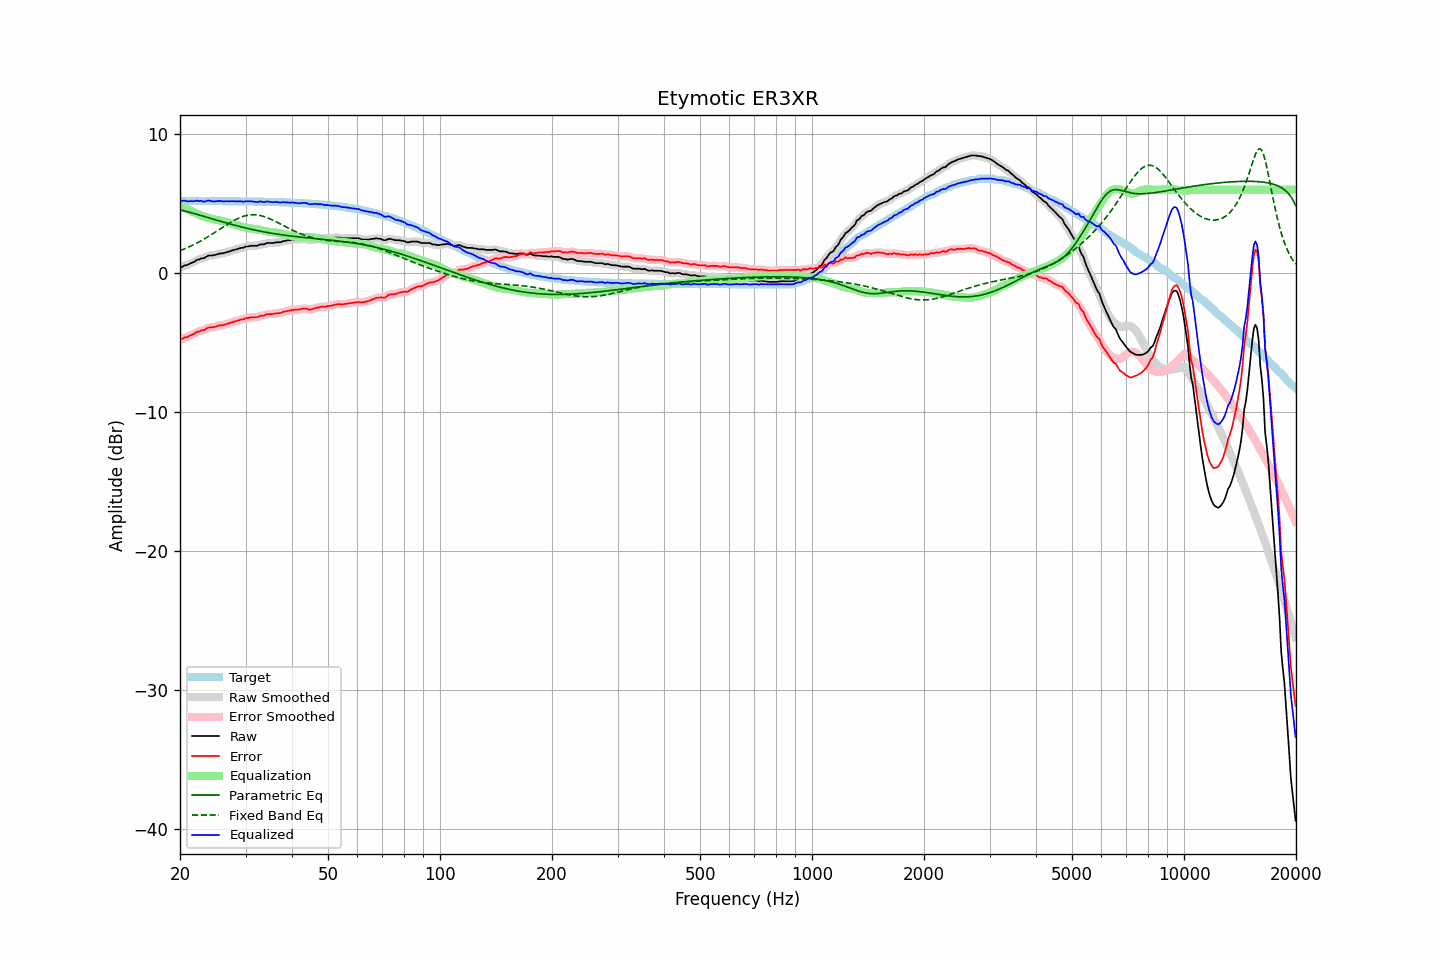 Etymotic ER3XR
10
0
−10
−20
−30
−40
Amplitude (dBr)
Target
Raw Smoothed
Error Smoothed
Raw
Error
Equalization
Parametric Eq
Fixed Band Eq
Equalized
20 50 100 200 500 1000 2000 5000 10000 20000
Frequency (Hz)